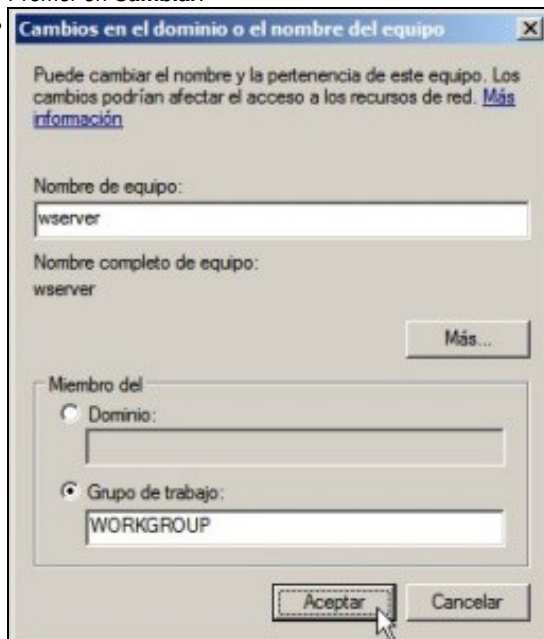 Cambios en el dominio o el nombre del equipo
Puede cambiar el nombre y la pertenencia de este equipo. Los
cambios podrían afectar el acceso a los recursos de red. Más
información
Nombre de equipo:
wserver
Nombre completo de equipo:
wserver
Más...
Miembro del
Dominio:
Grupo de trabajo:
WORKGROUP
Aceptar Cancelar